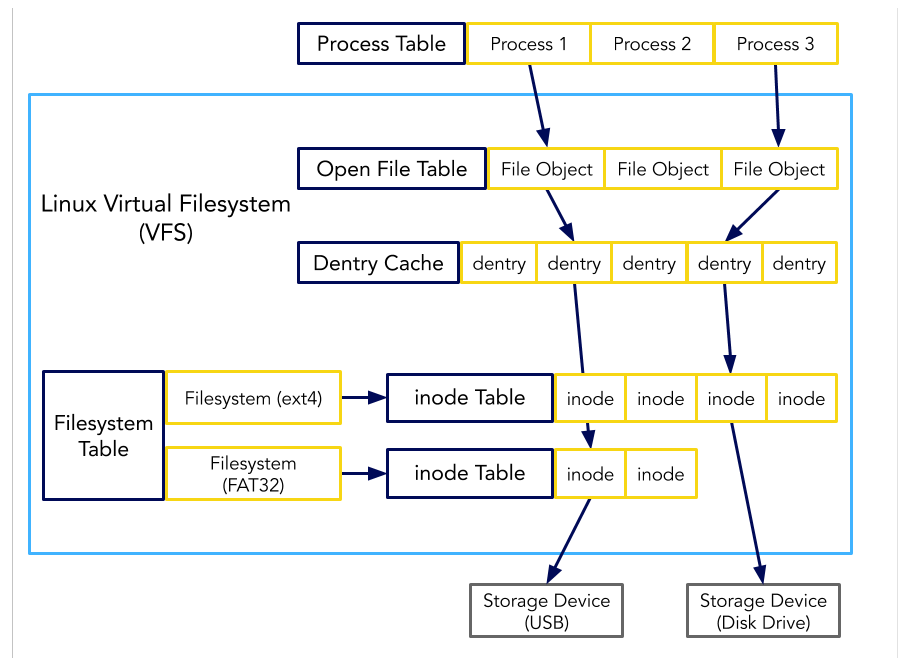 Process Table
Process 1
Process 2
Process 3
Linux Virtual Filesystem
(VFS)
Open File Table
File Object
File Object
File Object
Dentry Cache
dentry
dentry
dentry
dentry
dentry
Filesystem
Table
Filesystem (ext4)
inode Table
inode
inode
inode
inode
Filesystem
(FAT32)
inode Table
inode
inode
Storage Device
(USB)
Storage Device
(Disk Drive)